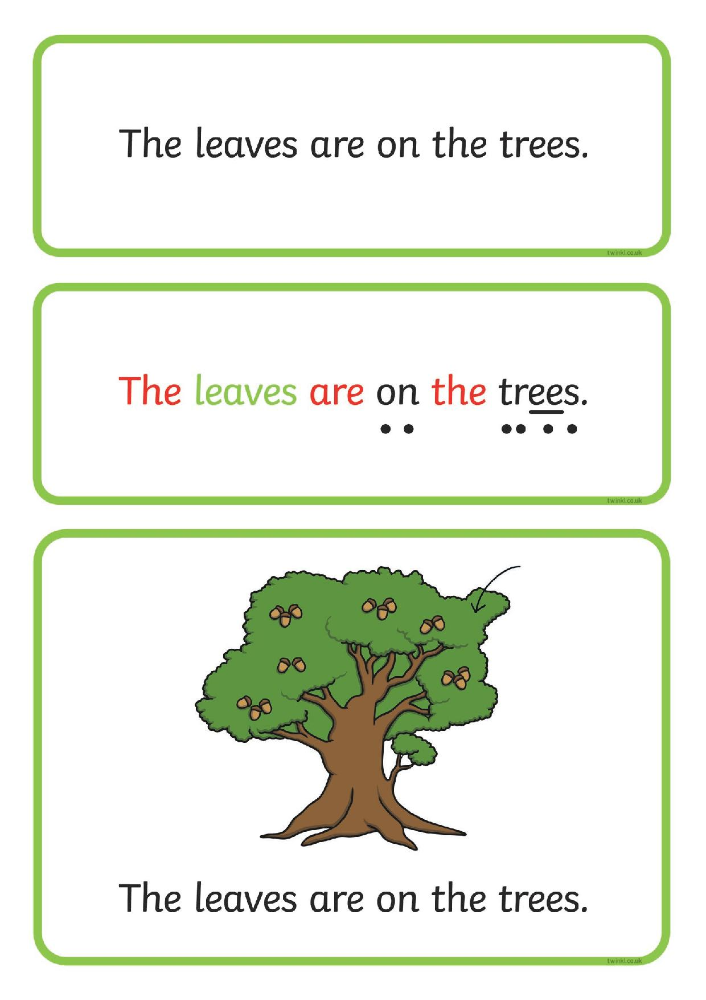 The leaves are on the trees.
twinkl.co.uk
The leaves are on the trees.
twinkl.co.uk
The leaves are on the trees.
twinkl.co.uk